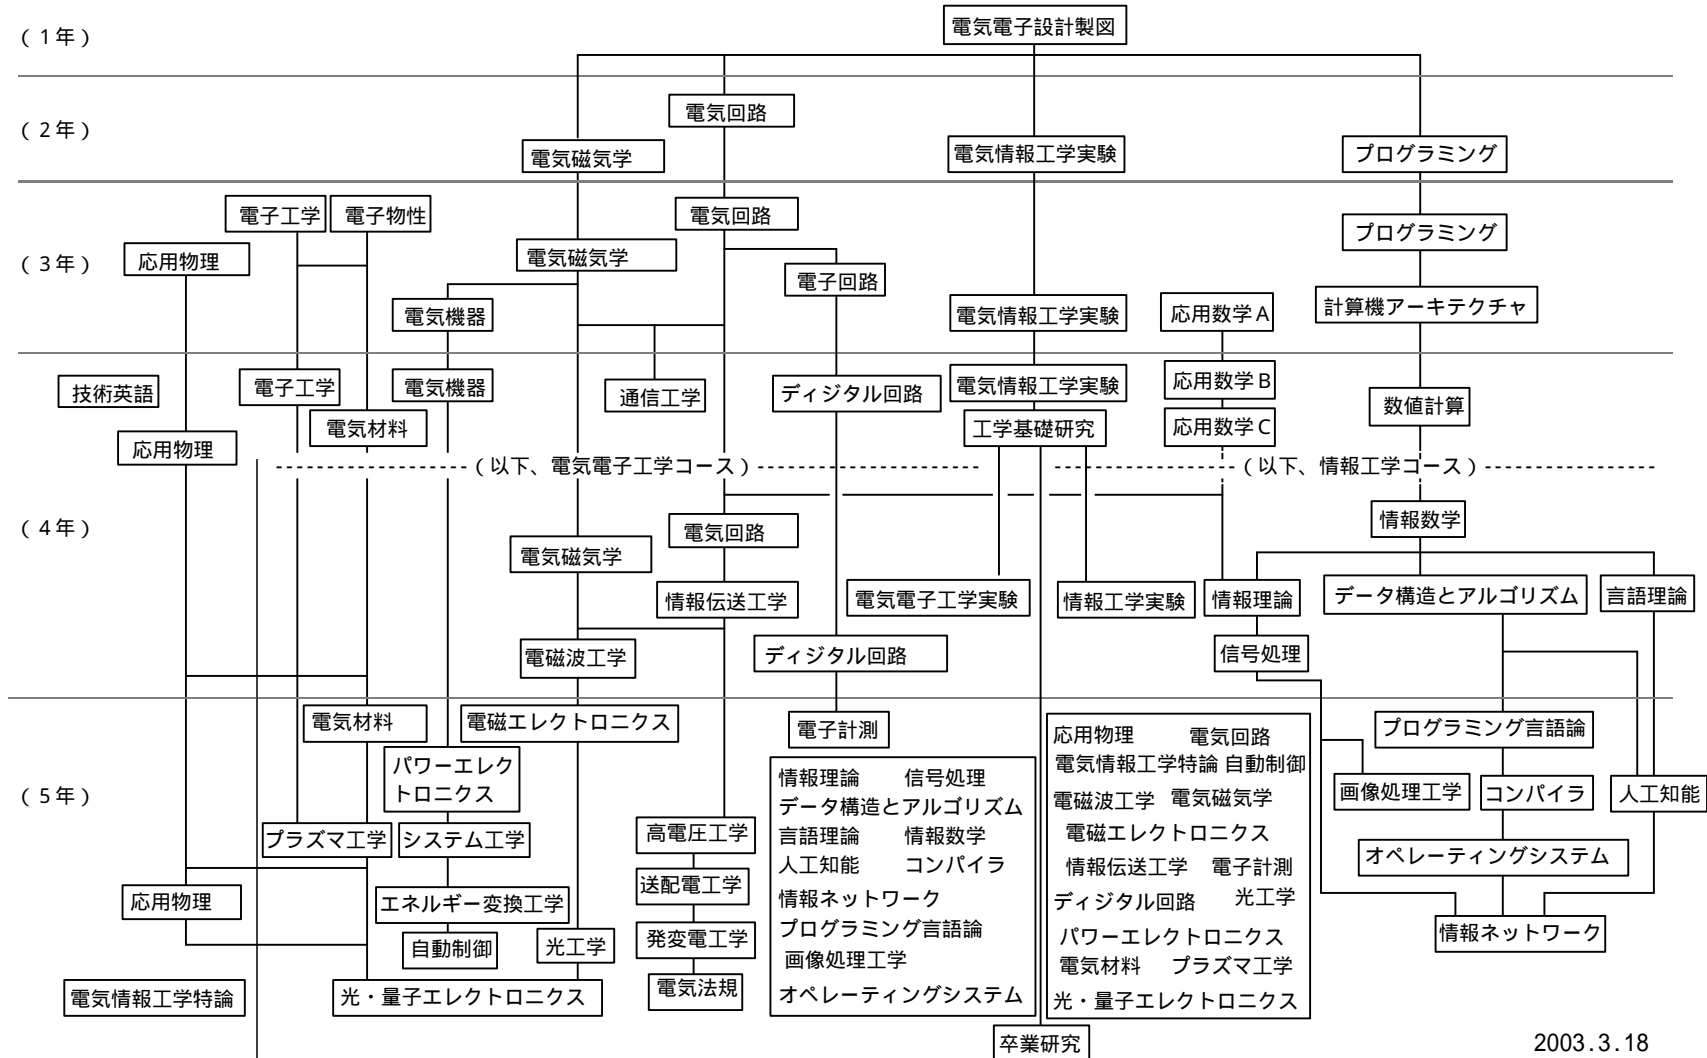 (1年)
電気電子設計製図
(2年)
電気回路
電気磁気学
電気情報工学実験
プログラミング
(3年)
電子工学
電子物性
電気回路
プログラミング
応用物理
電気磁気学
電子回路
電気機器
電気情報工学実験
応用数学A
計算機アーキテクチャ
技術英語
電子工学
電気機器
通信工学
ディジタル回路
電気情報工学実験
応用数学B
数値計算
応用物理
電気材料
工学基礎研究
応用数学C
(以下、電気電子工学コース)
(以下、情報工学コース)
(4年)
電気回路
情報数学
電気磁気学
情報伝送工学
電気電子工学実験
情報工学実験
情報理論
データ構造とアルゴリズム
言語理論
電磁波工学
ディジタル回路
信号処理
(5年)
電気材料
電磁エレクトロニクス
電子計測
プログラミング言語論
パワーエレク
トロニクス
画像処理工学
コンパイラ
人工知能
プラズマ工学
システム工学
高電圧工学
オペレーティングシステム
応用物理
エネルギー変換工学
送配電工学
自動制御
光工学
発変電工学
情報ネットワーク
電気情報工学特論
光・量子エレクトロニクス
電気法規
情報理論 信号処理
データ構造とアルゴリズム
言語理論 情報数学
人工知能 コンパイラ
情報ネットワーク
プログラミング言語論
画像処理工学
オペレーティングシステム
応用物理 電気回路
電気情報工学特論 自動制御
電磁波工学 電気磁気学
電磁エレクトロニクス
情報伝送工学 電子計測
ディジタル回路 光工学
パワーエレクトロニクス
電気材料 プラズマ工学
光・量子エレクトロニクス
卒業研究
2003.3.18